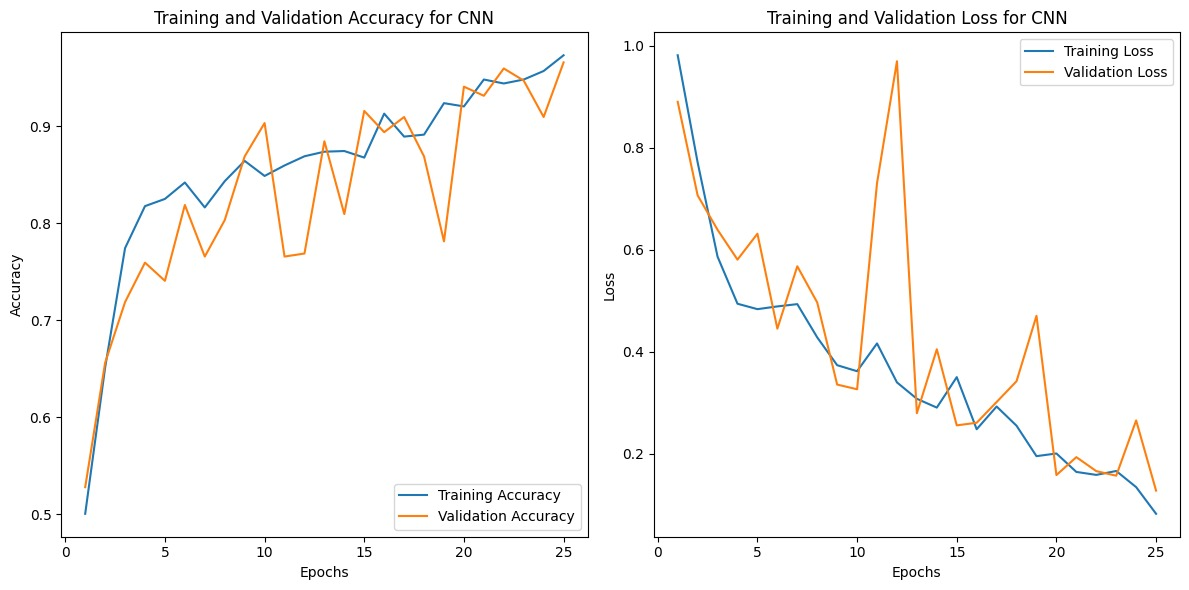 Training and Validation Accuracy for CNN
Accuracy
0.9
0.8
0.7
0.6
0.5
0
5
10
15
20
25
Epochs
Training Accuracy
Validation Accuracy
Training and Validation Loss for CNN
Loss
1.0
0.8
0.6
0.4
0.2
0
5
10
15
20
25
Epochs
Training Loss
Validation Loss